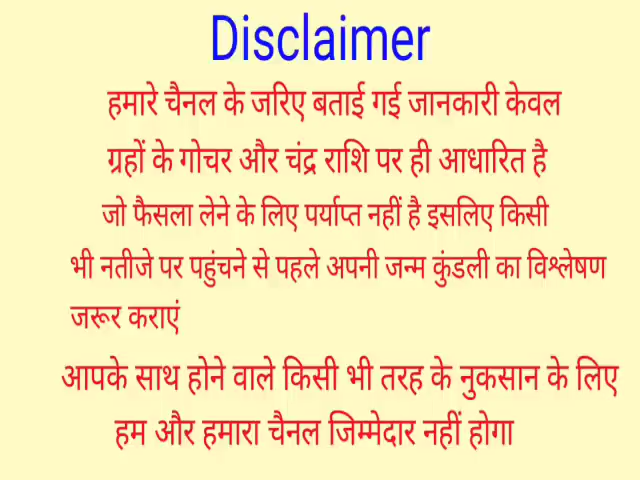 Disclaimer
हमारे चैनल के जरिए बताई गई जानकारी केवल
ग्रहों के गोचर और चंद्र राशि पर ही आधारित है
जो फैसला लेने के लिए पर्याप्त नहीं है इसलिए किसी
भी नतीजे पर पहुंचने से पहले अपनी जन्म कुंडली का विश्लेषण
जरूर कराएं
आपके साथ होने वाले किसी भी तरह के नुकसान के लिए
हम और हमारा चैनल जिम्मेदार नहीं होगा